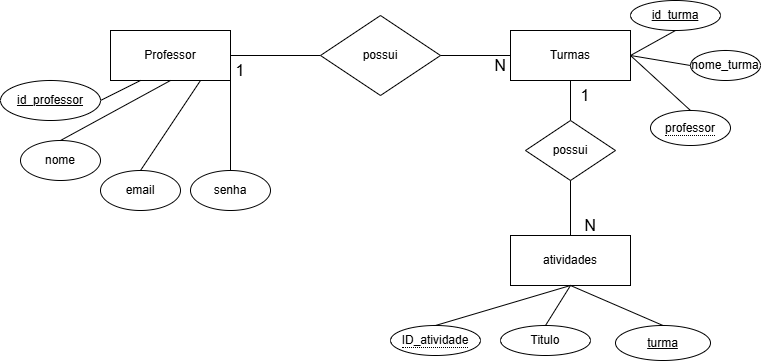 id_turma
Professor
possui
Turmas
1
N
nome_turma
id_professor
1
professor
nome
possui
email
senha
N
atividades
ID_atividade
Titulo
turma